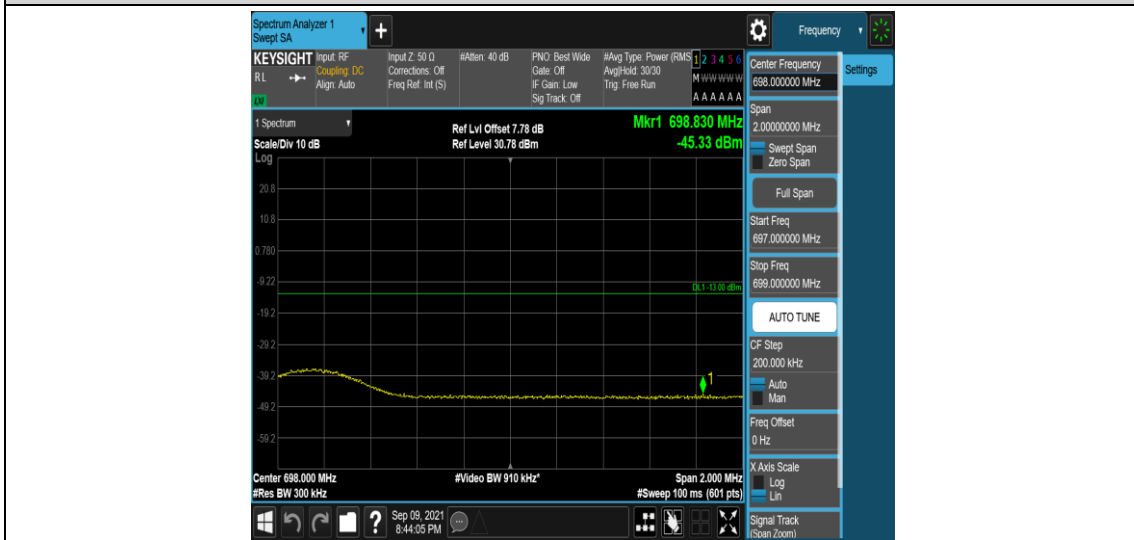 Spectrum Analyzer 1
Swept SA
+
Frequency
KEYSIGHT
RL
LXI
Input: RF
Coupling: DC
Align: Auto
Input Z: 50 Ω
Corrections: Off
Freq Ref: Int (S)
#Atten: 40 dB
PNO: Best Wide
Gate: Off
IF Gain: Low
Sig Track: Off
#Avg Type: Power (RMS
Avg|Hold: 30/30
Trig: Free Run
1 2 3 4 5 6
M W W W W W
A A A A A A
1 Spectrum
Scale/Div 10 dB
Log
Ref Lvl Offset 7.78 dB
Ref Level 30.78 dBm
Mkr1 698.830 MHz
-45.33 dBm
20.8
10.8
0.780
-9.22
DL1 -13.00 dBm
-19.2
-29.2
-39.2
1
-49.2
-59.2
Center 698.000 MHz
#Res BW 300 kHz
#Video BW 910 kHz*
Span 2.000 MHz
#Sweep 100 ms (601 pts)
?
Sep 09, 2021
8:44:05 PM
Center Frequency
698.000000 MHz
Settings
Span
2.00000000 MHz
Swept Span
Zero Span
Full Span
Start Freq
697.000000 MHz
Stop Freq
699.000000 MHz
AUTO TUNE
CF Step
200.000 kHz
Auto
Man
Freq Offset
0 Hz
X Axis Scale
Log
Lin
Signal Track
(Span Zoom)